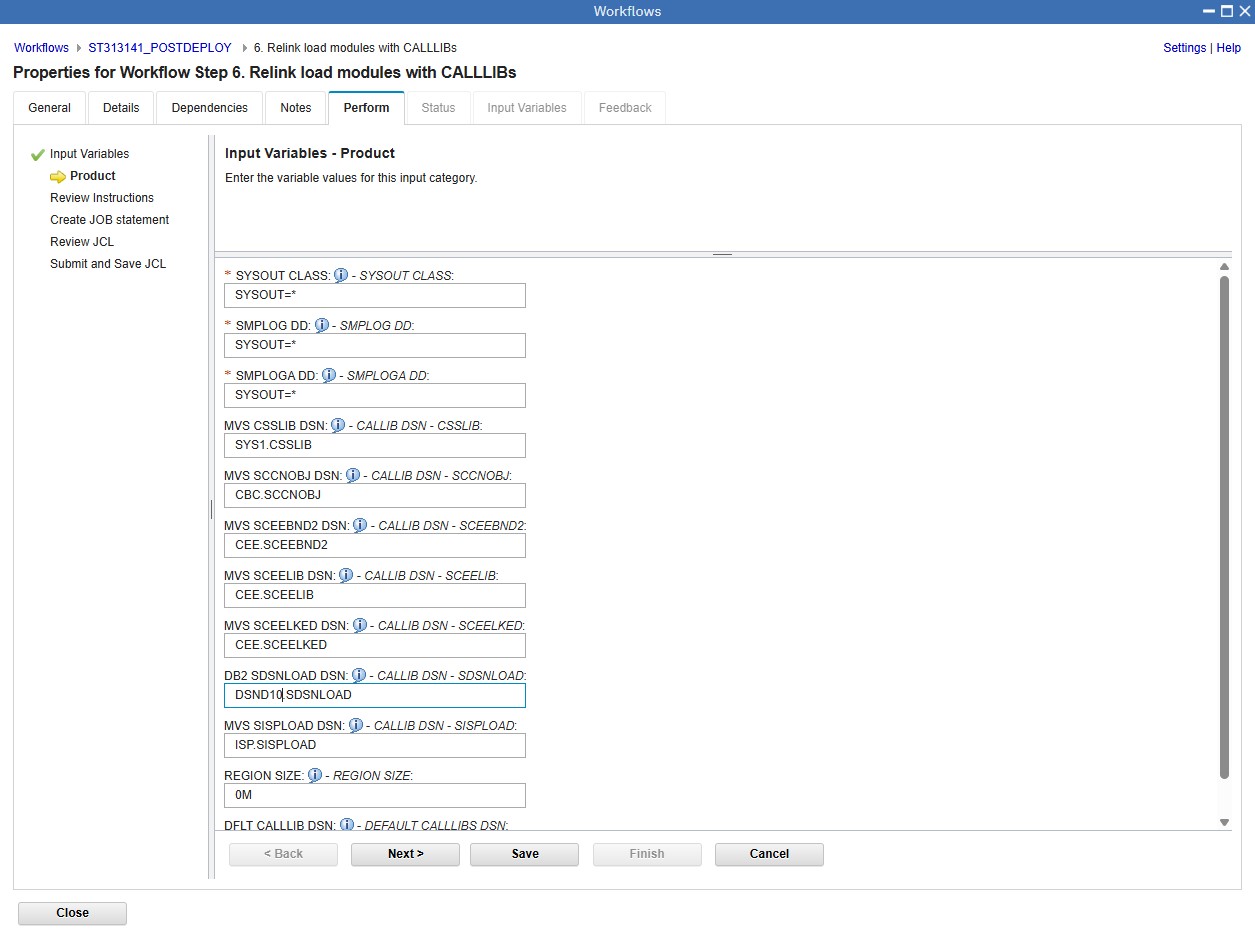 Workflows
Workflows ST313141_POSTDEPLOY 6. Relink load modules with CALLLIBs
Settings | Help
Properties for Workflow Step 6. Relink load modules with CALLLIBs
General Details Dependencies Notes Perform Status Input Variables Feedback
Input Variables
Product
Review Instructions
Create JOB statement
Review JCL
Submit and Save JCL
Input Variables - Product
Enter the variable values for this input category.
* SYSOUT CLASS: i - SYSOUT CLASS:
SYSOUT=*
* SMPLOG DD: i - SMPLOG DD:
SYSOUT=*
* SMPLOGA DD: i - SMPLOGA DD:
SYSOUT=*
MVS CSSLIB DSN: i - CALLIB DSN - CSSLIB:
SYS1.CSSLIB
MVS SCCNOBJ DSN: i - CALLIB DSN - SCCNOBJ:
CBC.SCCNOBJ
MVS SCEEBND2 DSN: i - CALLIB DSN - SCEEBND2:
CEE.SCEEBND2
MVS SCEELIB DSN: i - CALLIB DSN - SCEELIB:
CEE.SCEELIB
MVS SCEELKED DSN: i - CALLIB DSN - SCEELKED:
CEE.SCEELKED
DB2 SDSNLOAD DSN: i - CALLIB DSN - SDSNLOAD:
DSND10.SDSNLOAD
MVS SISPLOAD DSN: i - CALLIB DSN - SISPLOAD:
ISP.SISPLOAD
REGION SIZE: i - REGION SIZE:
0M
DFLT CALLLIB DSN: i - DEFAULT CALLLIBS DSN:
< Back Next > Save Finish Cancel
Close